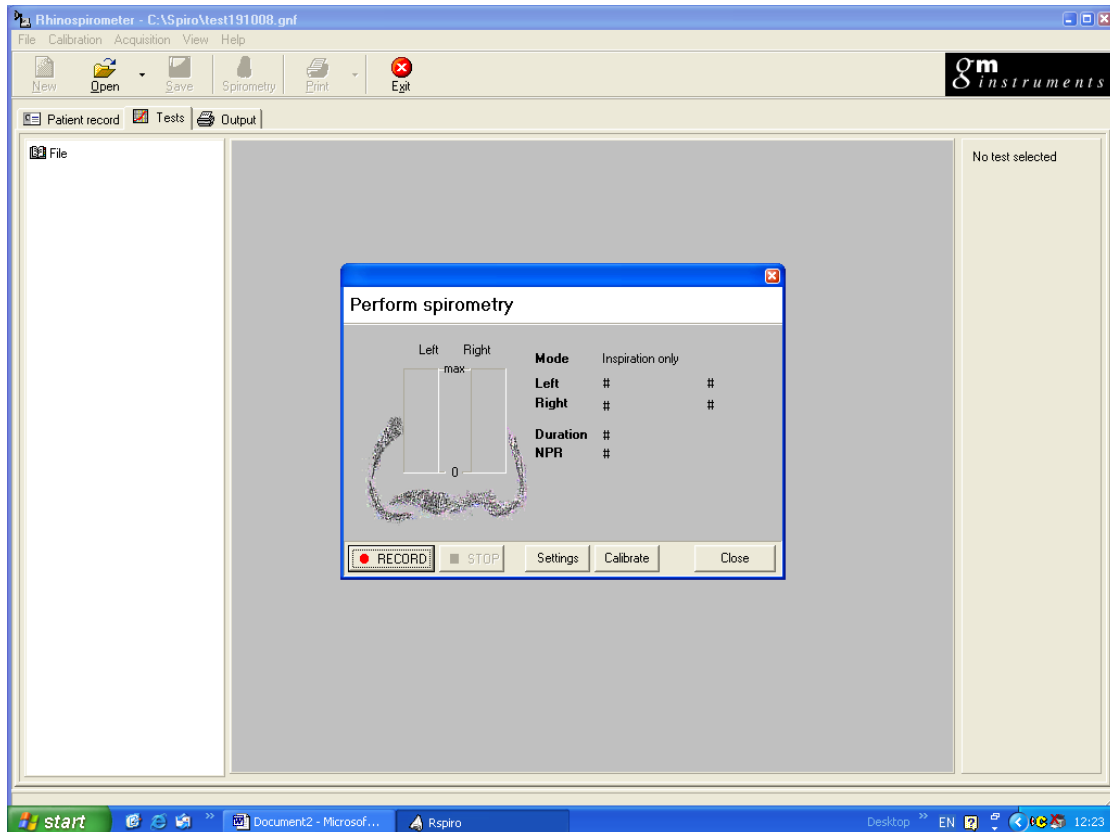 Rhinospirometer - C:\Spiro\test191008.gnf
File Calibration Acquisition View Help
New Open Save Spirometry Print Exit
gm instruments
Patient record Tests Output
File
No test selected
Perform spirometry
Left Right
max
0
Mode Inspiration only
Left # #
Right # #
Duration #
NPR #
RECORD STOP Settings Calibrate Close
start Document2 - Microsof... Rspiro Desktop » EN 12:23